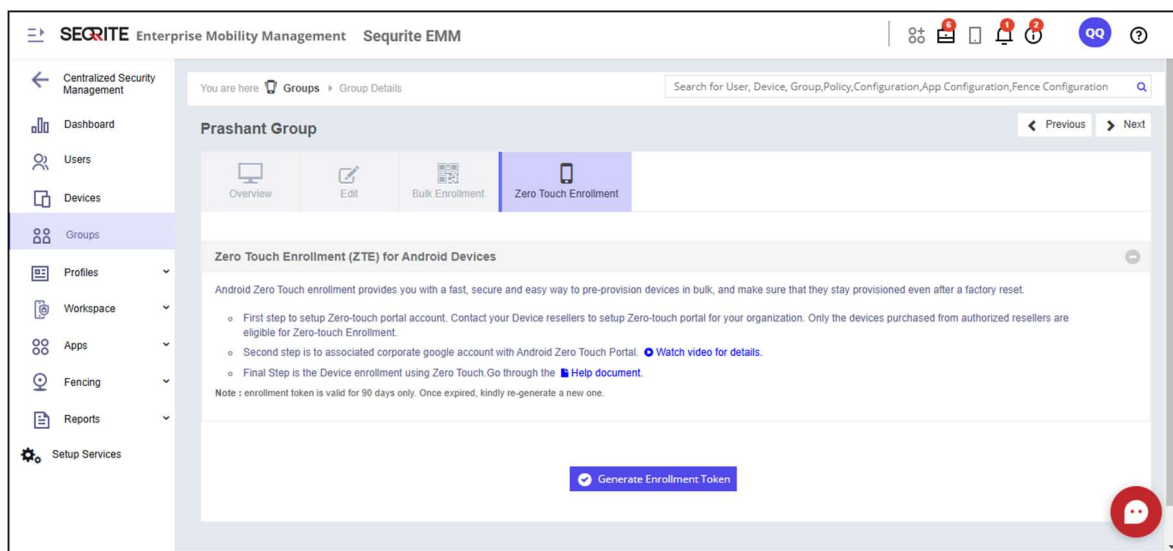 SEQRITE Enterprise Mobility Management Sequrite EMM
6
1
2
QQ
Centralized Security
Management
Dashboard
Users
Devices
Groups
Profiles
Workspace
Apps
Fencing
Reports
Setup Services
You are here Groups Group Details
Search for User, Device, Group,Policy,Configuration,App Configuration,Fence Configuration
Prashant Group
Previous
Next
Overview
Edit
Bulk Enrollment
Zero Touch Enrollment
Zero Touch Enrollment (ZTE) for Android Devices
Android Zero Touch enrollment provides you with a fast, secure and easy way to pre-provision devices in bulk, and make sure that they stay provisioned even after a factory reset.
First step to setup Zero-touch portal account. Contact your Device resellers to setup Zero-touch portal for your organization. Only the devices purchased from authorized resellers are
eligible for Zero-touch Enrollment.
Second step is to associated corporate google account with Android Zero Touch Portal. Watch video for details.
Final Step is the Device enrollment using Zero Touch.Go through the Help document.
Note : enrollment token is valid for 90 days only. Once expired, kindly re-generate a new one.
Generate Enrollment Token